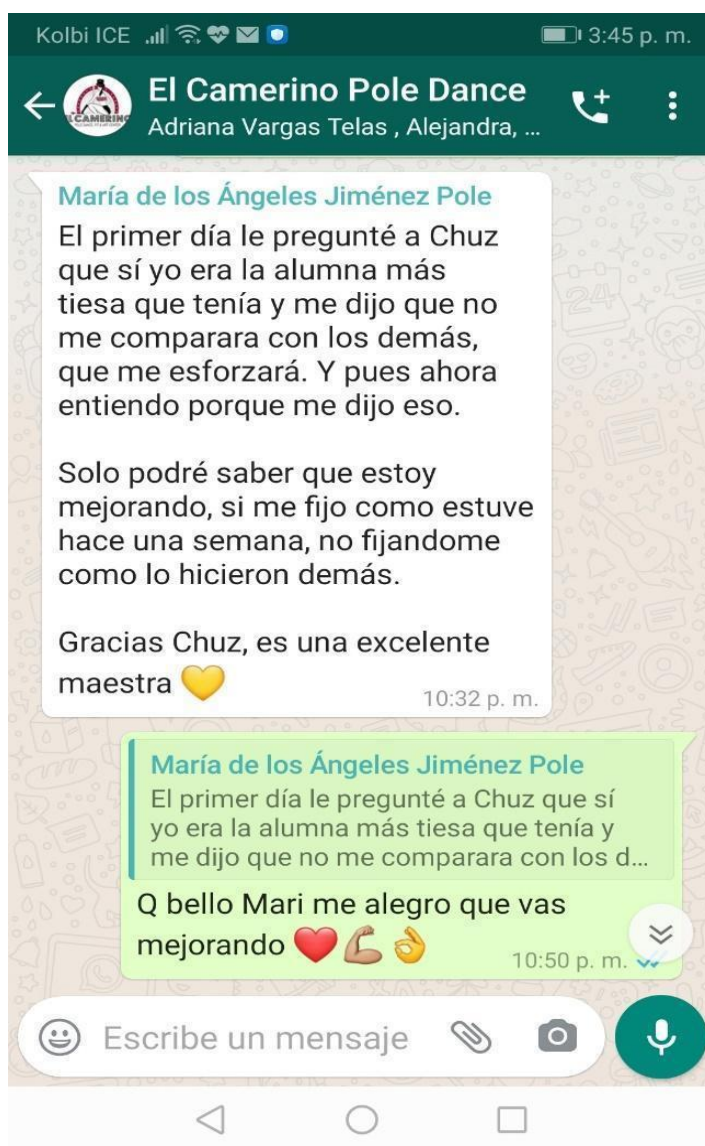 Kolbi ICE
3:45 p. m.
El Camerino Pole Dance
Adriana Vargas Telas , Alejandra, ...
EL CAMERINO
María de los Ángeles Jiménez Pole
El primer día le pregunté a Chuz
que sí yo era la alumna más
tiesa que tenía y me dijo que no
me comparara con los demás,
que me esforzará. Y pues ahora
entiendo porque me dijo eso.
Solo podré saber que estoy
mejorando, si me fijo como estuve
hace una semana, no fijandome
como lo hicieron demás.
Gracias Chuz, es una excelente
maestra 💛
10:32 p. m.
María de los Ángeles Jiménez Pole
El primer día le pregunté a Chuz que sí
yo era la alumna más tiesa que tenía y
me dijo que no me comparara con los d...
Q bello Mari me alegro que vas
mejorando ❤️💪🏽👌
10:50 p. m.
Escribe un mensaje